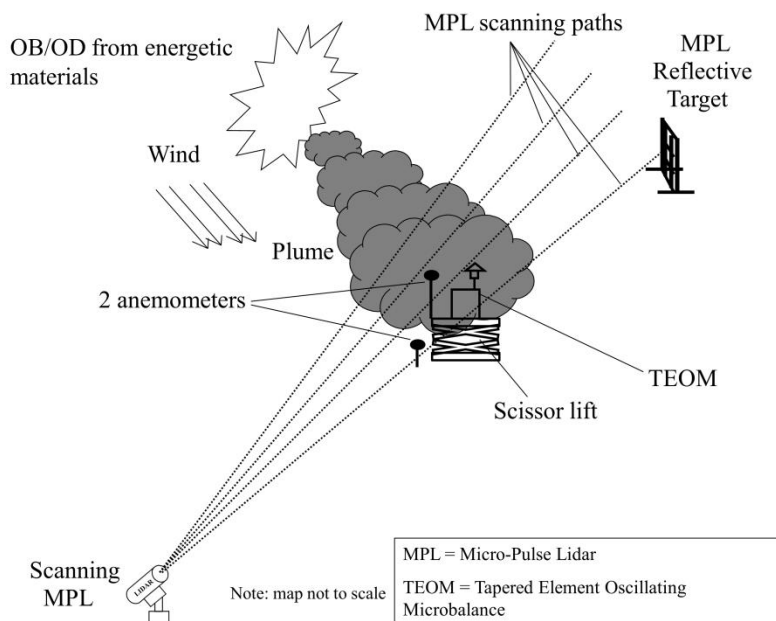 OB/OD from energetic
materials
MPL scanning paths
MPL
Reflective
Target
Wind
Plume
2 anemometers
TEOM
Scissor lift
Scanning
MPL
LIDAR
Note: map not to scale
MPL = Micro-Pulse Lidar
TEOM = Tapered Element Oscillating
Microbalance